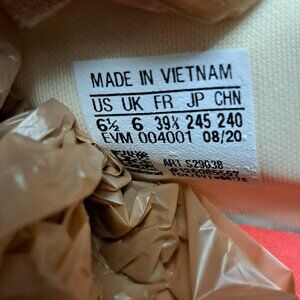 MADE IN VIETNAM
US UK FR JP CHN
6½ 6 39⅓ 245 240
EVM 004001 08/20
ART S29038